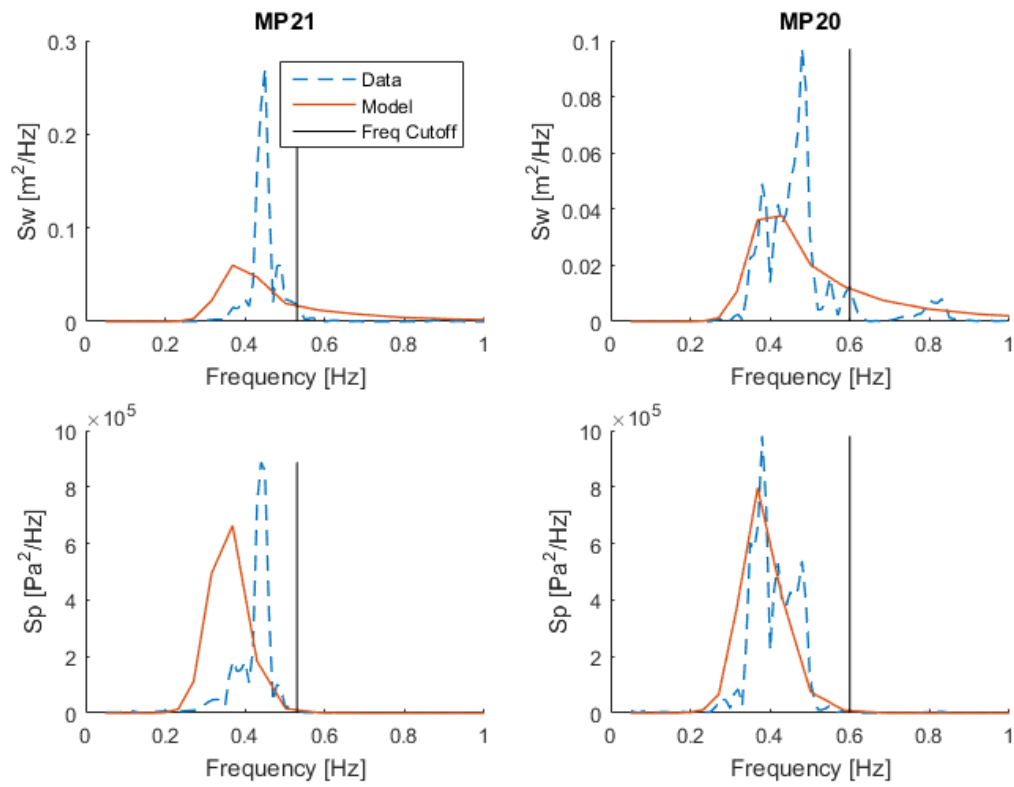 MP21
MP20
Sw [m²/Hz]
0.3
0.2
0.1
0
Data
Model
Freq Cutoff
0 0.2 0.4 0.6 0.8 1
Frequency [Hz]
Sw [m²/Hz]
0.1
0.08
0.06
0.04
0.02
0
0 0.2 0.4 0.6 0.8 1
Frequency [Hz]
×10⁵
Sp [Pa²/Hz]
10
8
6
4
2
0
0 0.2 0.4 0.6 0.8 1
Frequency [Hz]
×10⁵
Sp [Pa²/Hz]
10
8
6
4
2
0
0 0.2 0.4 0.6 0.8 1
Frequency [Hz]